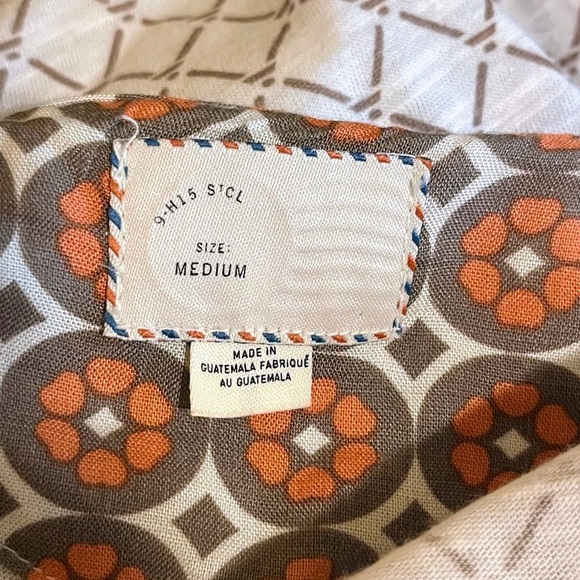 9-H15 STCL
SIZE:
MEDIUM
MADE IN
GUATEMALA FABRIQUÉ
AU GUATEMALA